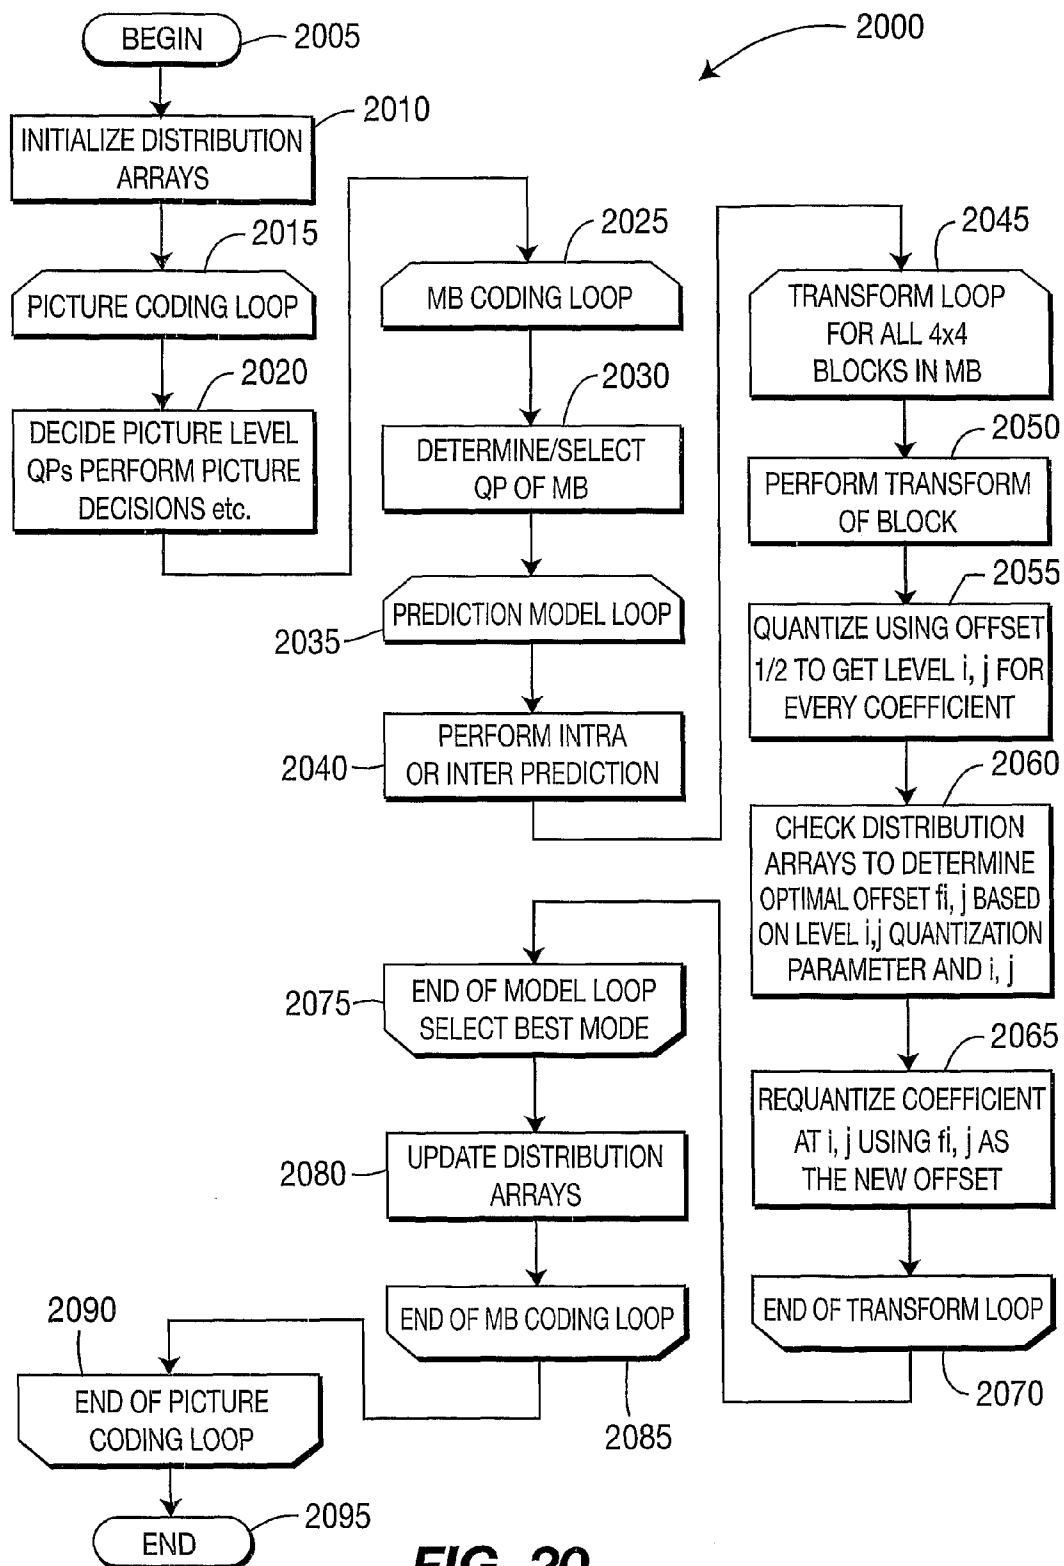 2000
BEGIN
2005
INITIALIZE DISTRIBUTION
ARRAYS
2010
PICTURE CODING LOOP
2015
DECIDE PICTURE LEVEL
QPs PERFORM PICTURE
DECISIONS etc.
2020
MB CODING LOOP
2025
DETERMINE/SELECT
QP OF MB
2030
PREDICTION MODEL LOOP
2035
PERFORM INTRA
OR INTER PREDICTION
2040
TRANSFORM LOOP
FOR ALL 4x4
BLOCKS IN MB
2045
PERFORM TRANSFORM
OF BLOCK
2050
QUANTIZE USING OFFSET
1/2 TO GET LEVEL i, j FOR
EVERY COEFFICIENT
2055
CHECK DISTRIBUTION
ARRAYS TO DETERMINE
OPTIMAL OFFSET fi, j BASED
ON LEVEL i,j QUANTIZATION
PARAMETER AND i, j
2060
REQUANTIZE COEFFICIENT
AT i, j USING fi, j AS
THE NEW OFFSET
2065
END OF TRANSFORM LOOP
2070
END OF MODEL LOOP
SELECT BEST MODE
2075
UPDATE DISTRIBUTION
ARRAYS
2080
END OF MB CODING LOOP
2085
END OF PICTURE
CODING LOOP
2090
END
2095
FIG. 20